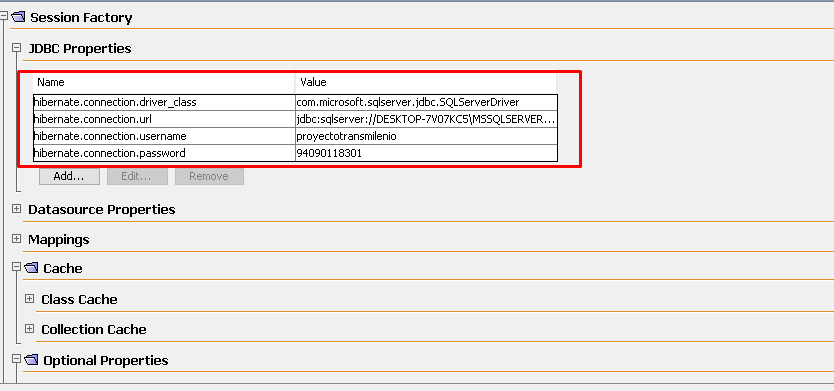 Session Factory
JDBC Properties
Name Value
hibernate.connection.driver_class com.microsoft.sqlserver.jdbc.SQLServerDriver
hibernate.connection.url jdbc:sqlserver://DESKTOP-7V07KC5\MSSQLSERVER...
hibernate.connection.username proyectotransmilenio
hibernate.connection.password 94090118301
Add... Edit... Remove
Datasource Properties
Mappings
Cache
Class Cache
Collection Cache
Optional Properties